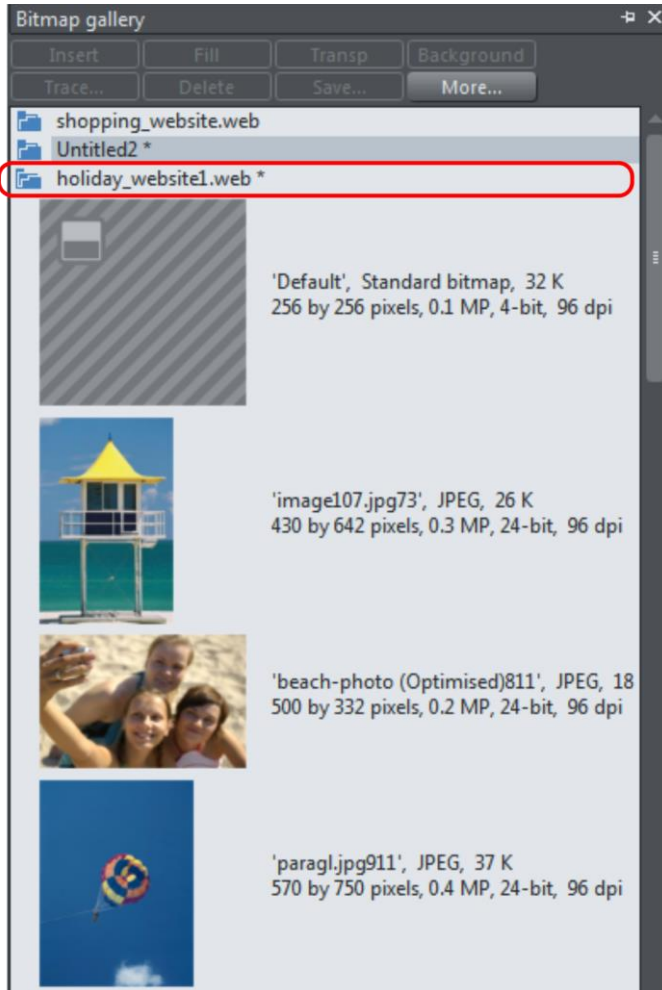 Bitmap gallery
Insert Fill Transp Background
Trace... Delete Save... More...
shopping_website.web
Untitled2 *
holiday_website1.web *
'Default', Standard bitmap, 32 K
256 by 256 pixels, 0.1 MP, 4-bit, 96 dpi
'image107.jpg73', JPEG, 26 K
430 by 642 pixels, 0.3 MP, 24-bit, 96 dpi
'beach-photo (Optimised)811', JPEG, 18
500 by 332 pixels, 0.2 MP, 24-bit, 96 dpi
'paragl.jpg911', JPEG, 37 K
570 by 750 pixels, 0.4 MP, 24-bit, 96 dpi